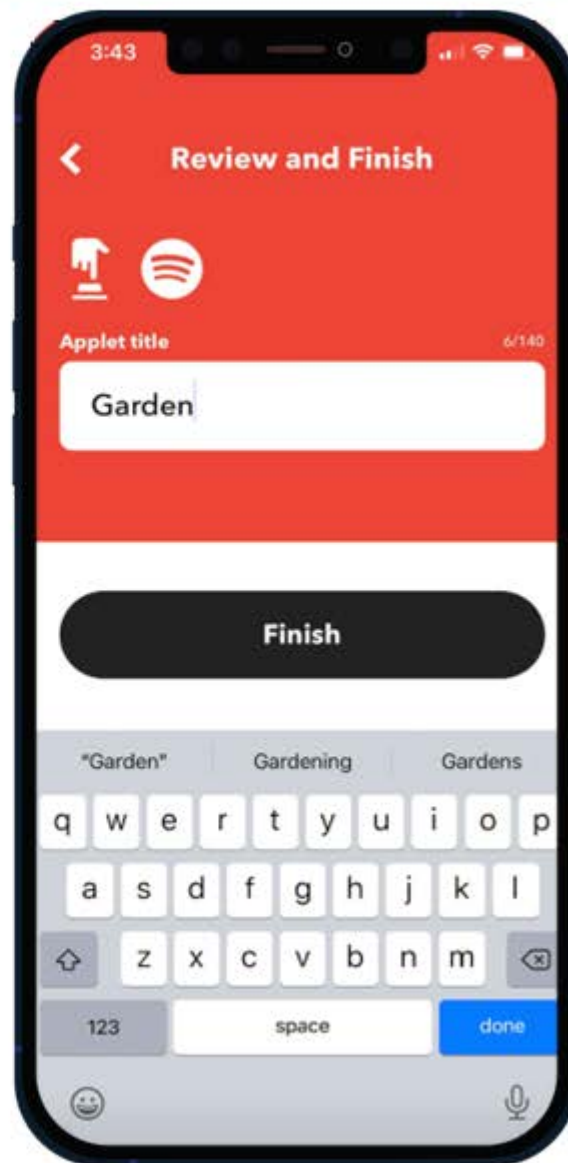 3:43
Review and Finish
Applet title 6/140
Garden
Finish
"Garden" Gardening Gardens
q w e r t y u i o p
a s d f g h j k l
z x c v b n m
123 space done